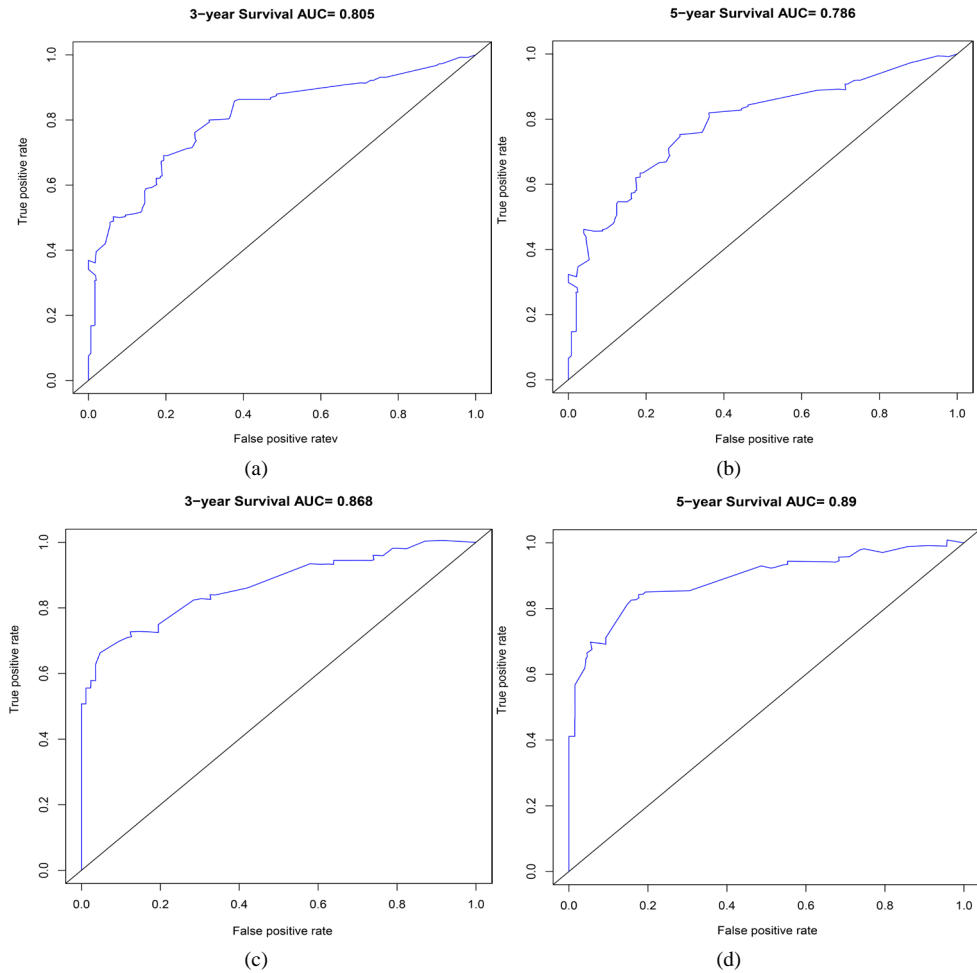 3−year Survival AUC= 0.805
True positive rate
0.0 0.2 0.4 0.6 0.8 1.0
0.0 0.2 0.4 0.6 0.8 1.0
False positive ratev
(a)
5−year Survival AUC= 0.786
True positive rate
0.0 0.2 0.4 0.6 0.8 1.0
0.0 0.2 0.4 0.6 0.8 1.0
False positive rate
(b)
3−year Survival AUC= 0.868
True positive rate
0.0 0.2 0.4 0.6 0.8 1.0
0.0 0.2 0.4 0.6 0.8 1.0
False positive rate
(c)
5−year Survival AUC= 0.89
True positive rate
0.0 0.2 0.4 0.6 0.8 1.0
0.0 0.2 0.4 0.6 0.8 1.0
False positive rate
(d)